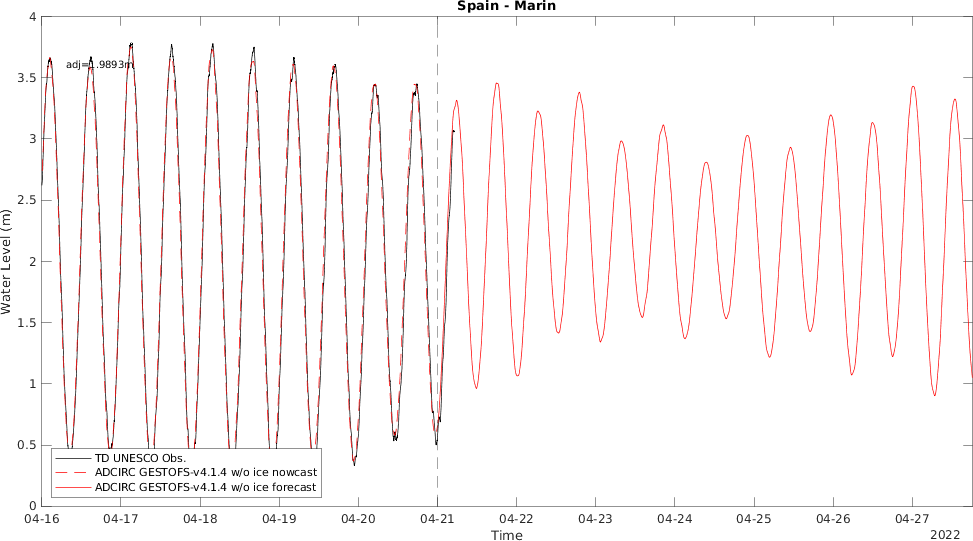 Spain - Marin
4
3.5
3
2.5
2
1.5
1
0.5
0
Water Level (m)
adj=1.9893m
TD UNESCO Obs.
ADCIRC GESTOFS-v4.1.4 w/o ice nowcast
ADCIRC GESTOFS-v4.1.4 w/o ice forecast
04-16 04-17 04-18 04-19 04-20 04-21 04-22 04-23 04-24 04-25 04-26 04-27
Time
2022